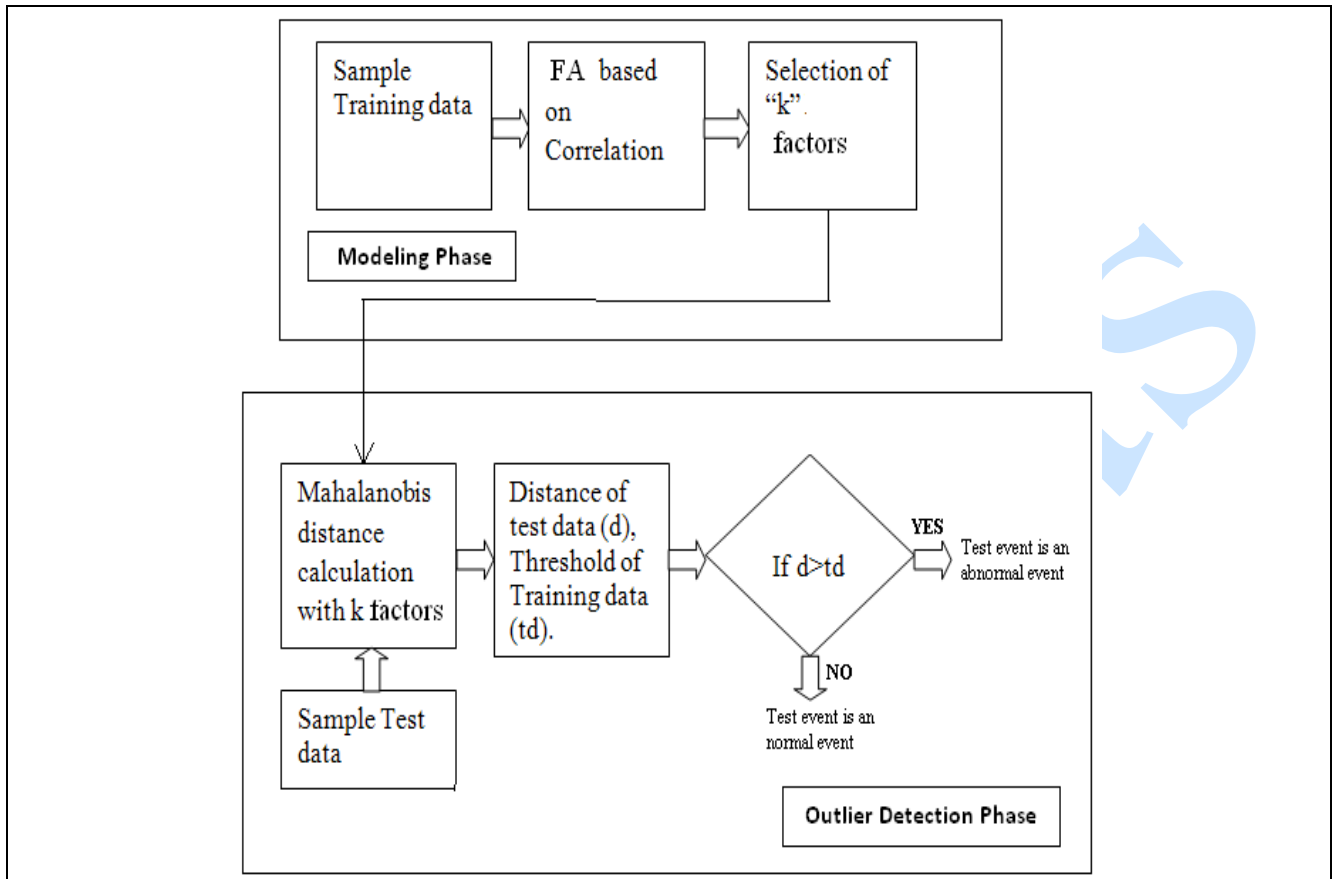 Sample
Training data
FA based
on
Correlation
Selection of
“k”.
factors
Modeling Phase
Mahalanobis
distance
calculation
with k factors
Distance of
test data (d),
Threshold of
Training data
(td).
If d>td
YES
Test event is an
abnormal event
NO
Test event is an
normal event
Sample Test
data
Outlier Detection Phase